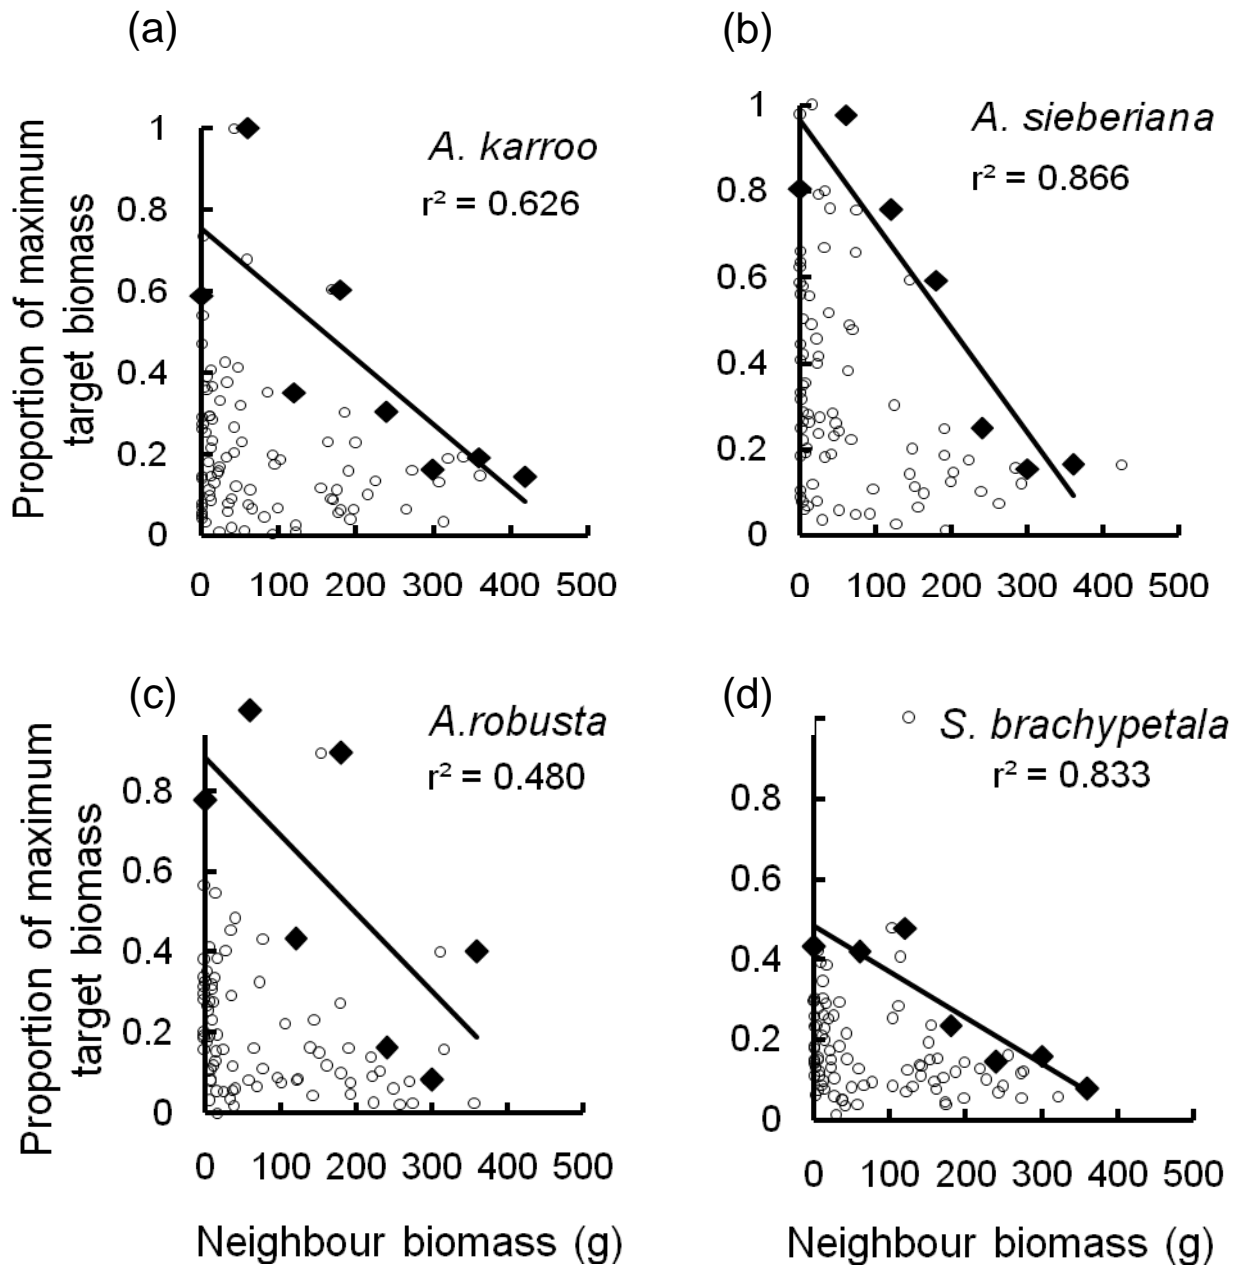 (a)
A. karroo
r² = 0.626
Proportion of maximum
target biomass
1
0.8
0.6
0.4
0.2
0
0 100 200 300 400 500
(b)
A. sieberiana
r² = 0.866
1
0.8
0.6
0.4
0.2
0
0 100 200 300 400 500
(c)
A.robusta
r² = 0.480
Proportion of maximum
target biomass
0.8
0.6
0.4
0.2
0
0 100 200 300 400 500
Neighbour biomass (g)
(d)
S. brachypetala
r² = 0.833
0.8
0.6
0.4
0.2
0
0 100 200 300 400 500
Neighbour biomass (g)